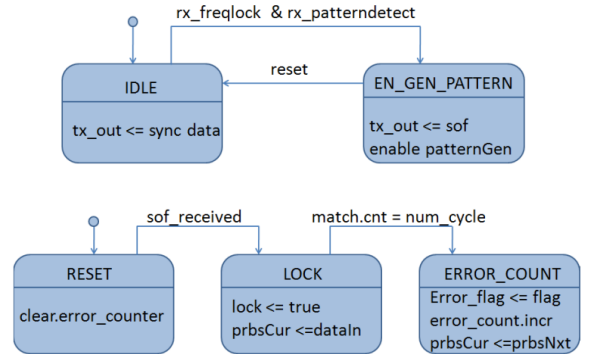 rx_freqlock & rx_patterndetect
reset
IDLE
tx_out <= sync data
EN_GEN_PATTERN
tx_out <= sof
enable patternGen
sof_received
match.cnt = num_cycle
RESET
clear.error_counter
LOCK
lock <= true
prbsCur <=dataIn
ERROR_COUNT
Error_flag <= flag
error_count.incr
prbsCur <=prbsNxt